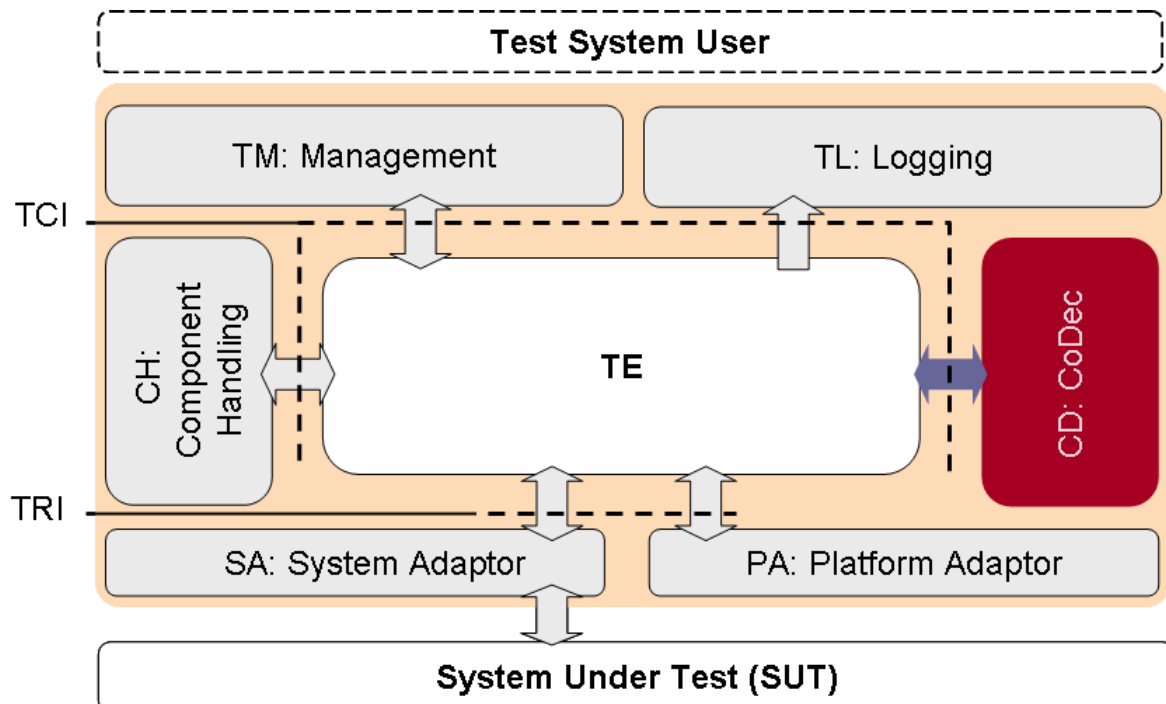 Test System User
TM: Management
TL: Logging
TCI
CH:
Component
Handling
TE
CD: CoDec
TRI
SA: System Adaptor
PA: Platform Adaptor
System Under Test (SUT)